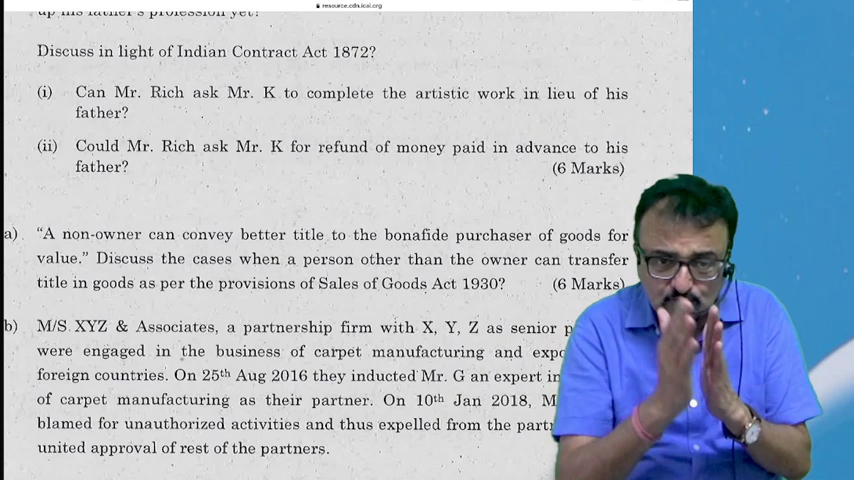 resource.cdn.icai.org
up his father's profession yet!
Discuss in light of Indian Contract Act 1872?
(i) Can Mr. Rich ask Mr. K to complete the artistic work in lieu of his
father?
(ii) Could Mr. Rich ask Mr. K for refund of money paid in advance to his
father? (6 Marks)
a) "A non-owner can convey better title to the bonafide purchaser of goods for
value." Discuss the cases when a person other than the owner can transfer
title in goods as per the provisions of Sales of Goods Act 1930? (6 Marks)
b) M/S XYZ & Associates, a partnership firm with X, Y, Z as senior
were engaged in the business of carpet manufacturing and
foreign countries. On 25th Aug 2016 they inducted Mr. G an expert in
of carpet manufacturing as their partner. On 10th Jan 2018,
blamed for unauthorized activities and thus expelled from the
united approval of rest of the partners.